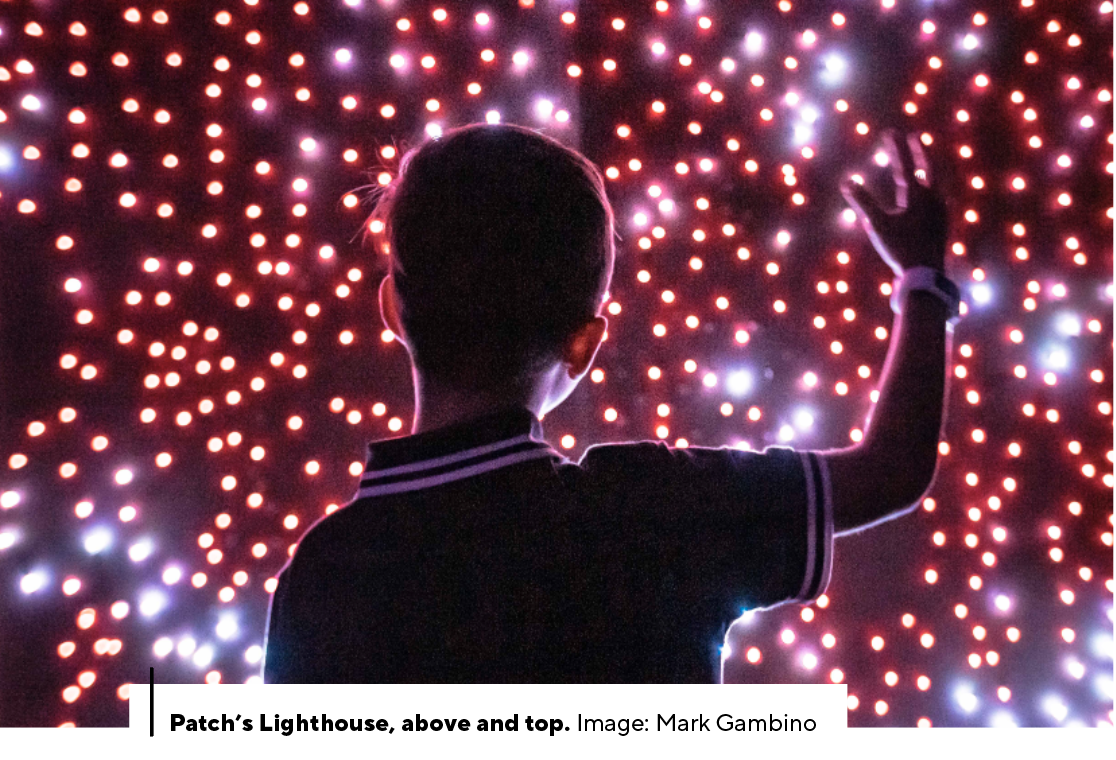 Patch’s Lighthouse, above and top. Image: Mark Gambino